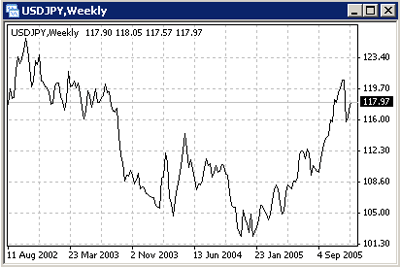 USDJPY,Weekly
USDJPY,Weekly 117.90 118.05 117.57 117.97
123.40
119.70
117.97
116.00
112.30
108.60
105.00
101.30
11 Aug 2002 23 Mar 2003 2 Nov 2003 13 Jun 2004 23 Jan 2005 4 Sep 2005